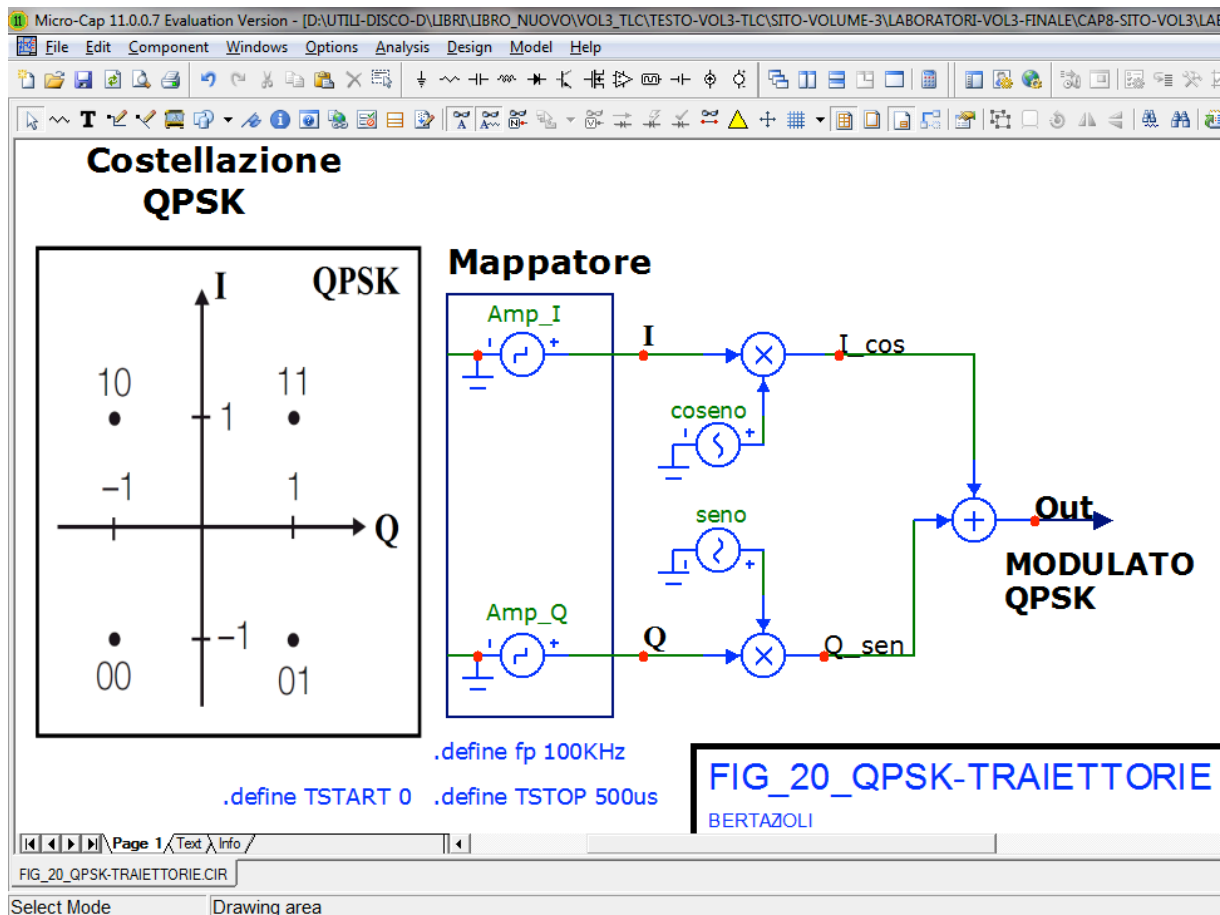 Micro-Cap 11.0.0.7 Evaluation Version - [D:\UTILI-DISCO-D\LIBRI\LIBRO_NUOVO\VOL3_TLC\TESTO-VOL3-TLC\SITO-VOLUME-3\LABORATORI-VOL3-FINALE\CAP8-SITO-VOL3\LAB
File Edit Component Windows Options Analysis Design Model Help
Costellazione
QPSK
I QPSK
10 11
1
-1 1
Q
-1
00 01
Mappatore
Amp_I
I
I_cos
coseno
seno
Out
MODULATO
QPSK
Amp_Q
Q
Q_sen
.define fp 100KHz
.define TSTART 0 .define TSTOP 500us
FIG_20_QPSK-TRAIETTORIE
BERTAZIOLI
Page 1 Text Info
FIG_20_QPSK-TRAIETTORIE.CIR
Select Mode Drawing area